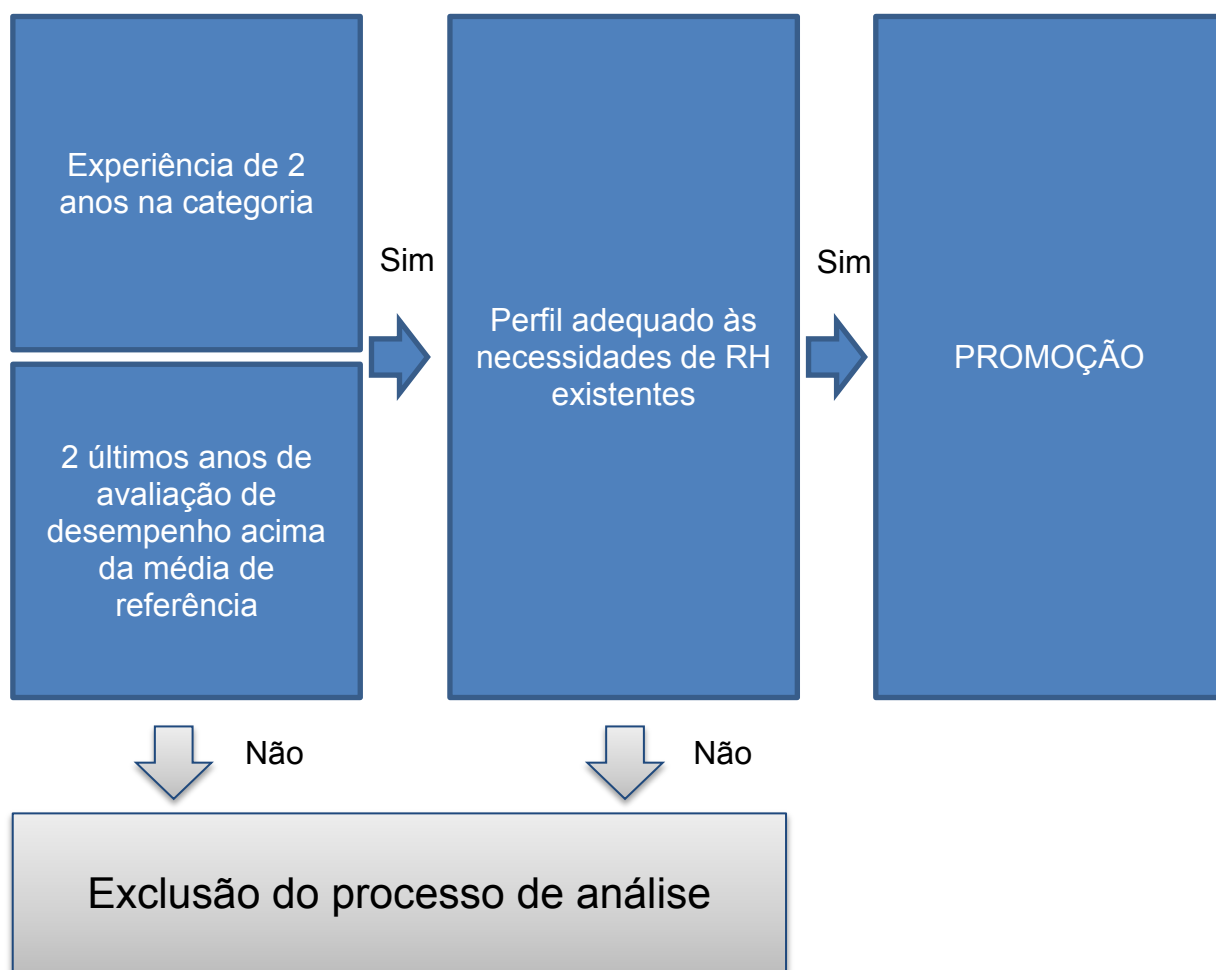 Experiência de 2
anos na categoria
2 últimos anos de
avaliação de
desempenho acima
da média de
referência
Sim
Perfil adequado às
necessidades de RH
existentes
Sim
PROMOÇÃO
Não
Não
Exclusão do processo de análise